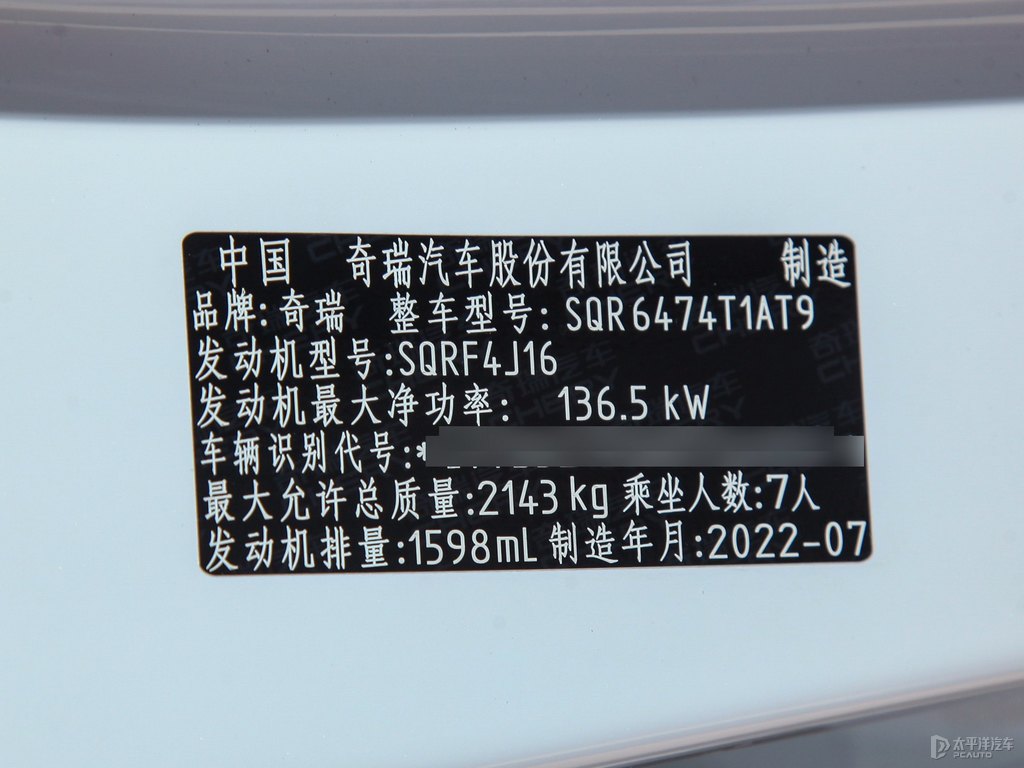 中国 奇瑞汽车股份有限公司 制造
品牌:奇瑞 整车型号:SQR6474T1AT9
发动机型号:SQRF4J16
发动机最大净功率: 136.5 kW
车辆识别代号:*
最大允许总质量:2143 kg 乘坐人数:7人
发动机排量:1598mL 制造年月:2022-07
太平洋汽车
PCAUTO